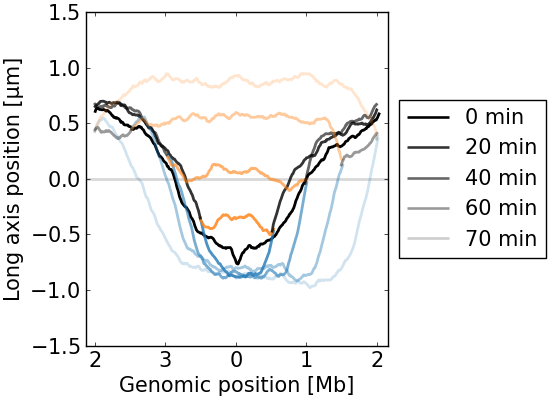 1.5
1.0
0.5
0.0
−0.5
−1.0
−1.5
Long axis position [µm]
2 3 0 1 2
Genomic position [Mb]
0 min
20 min
40 min
60 min
70 min